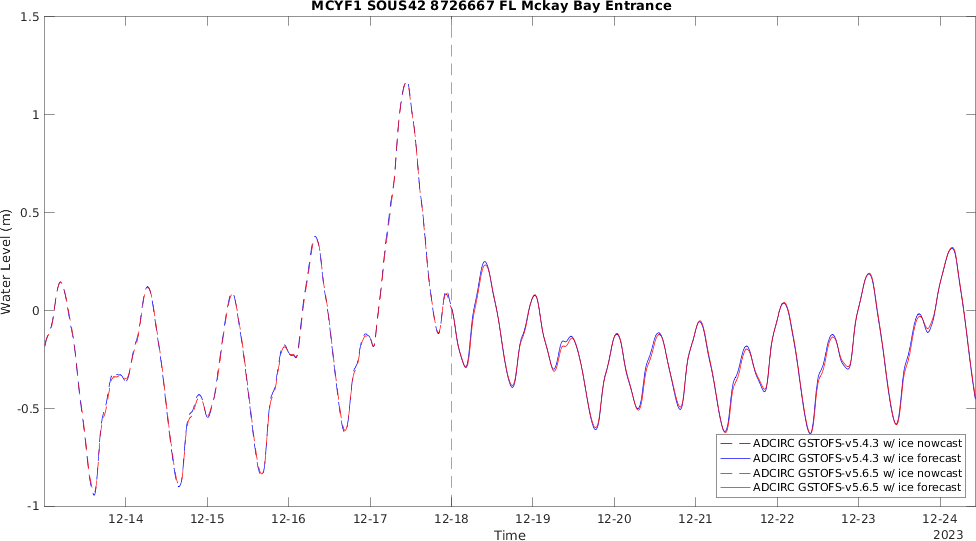 MCYF1 SOUS42 8726667 FL Mckay Bay Entrance
1.5
1
0.5
0
-0.5
-1
Water Level (m)
12-14 12-15 12-16 12-17 12-18 12-19 12-20 12-21 12-22 12-23 12-24
2023
Time
ADCIRC GSTOFS-v5.4.3 w/ ice nowcast
ADCIRC GSTOFS-v5.4.3 w/ ice forecast
ADCIRC GSTOFS-v5.6.5 w/ ice nowcast
ADCIRC GSTOFS-v5.6.5 w/ ice forecast